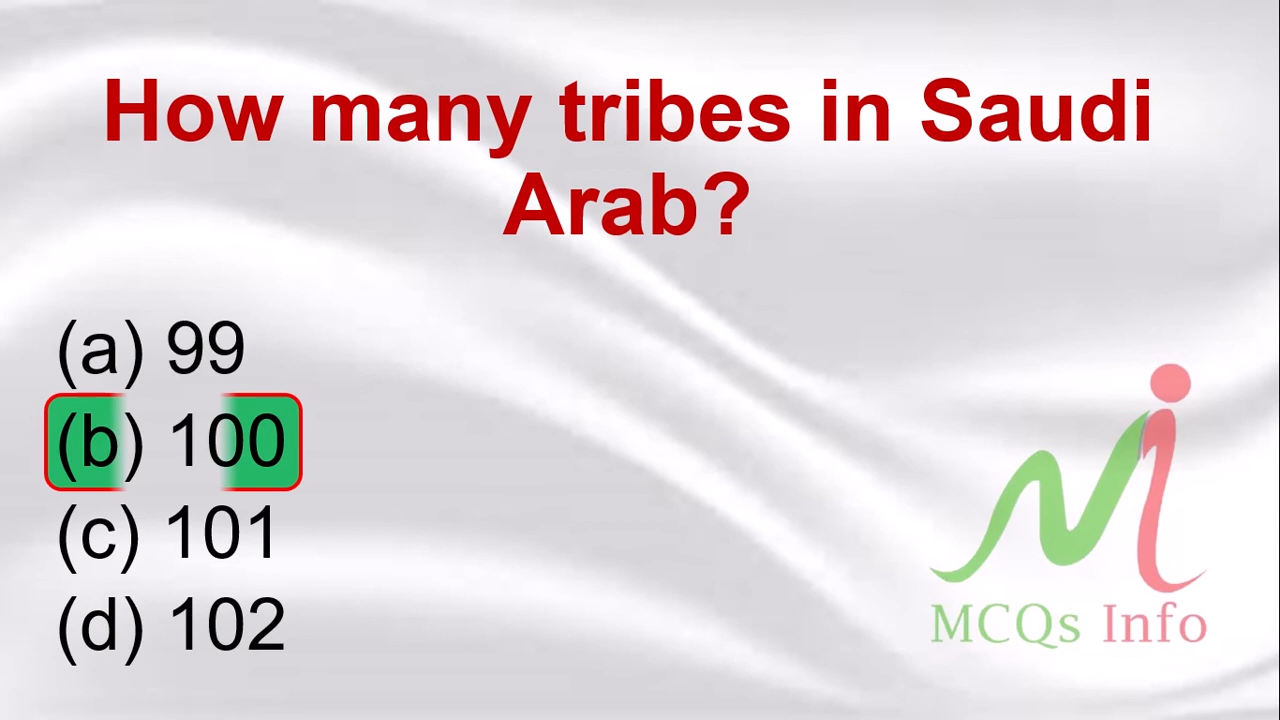 How many tribes in Saudi
Arab?
(a) 99
(b) 100
(c) 101
(d) 102
MCQs Info